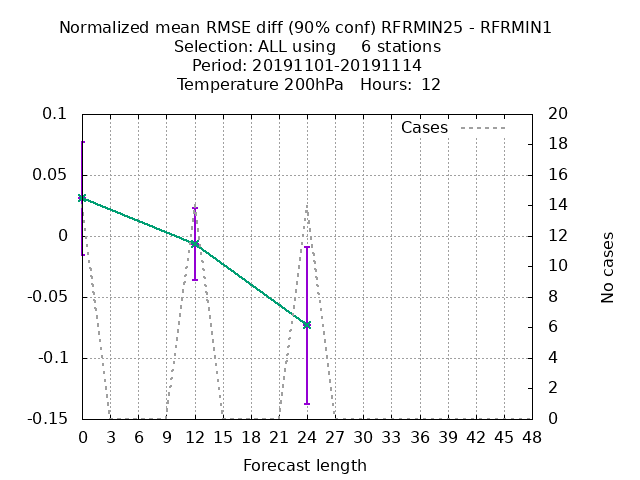 Normalized mean RMSE diff (90% conf) RFRMIN25 - RFRMIN1
Selection: ALL using     6 stations
Period: 20191101-20191114
Temperature 200hPa   Hours:  12
Cases
0.1
0.05
0
-0.05
-0.1
-0.15
20
18
16
14
12
10
8
6
4
2
0
No cases
0 3 6 9 12 15 18 21 24 27 30 33 36 39 42 45 48
Forecast length